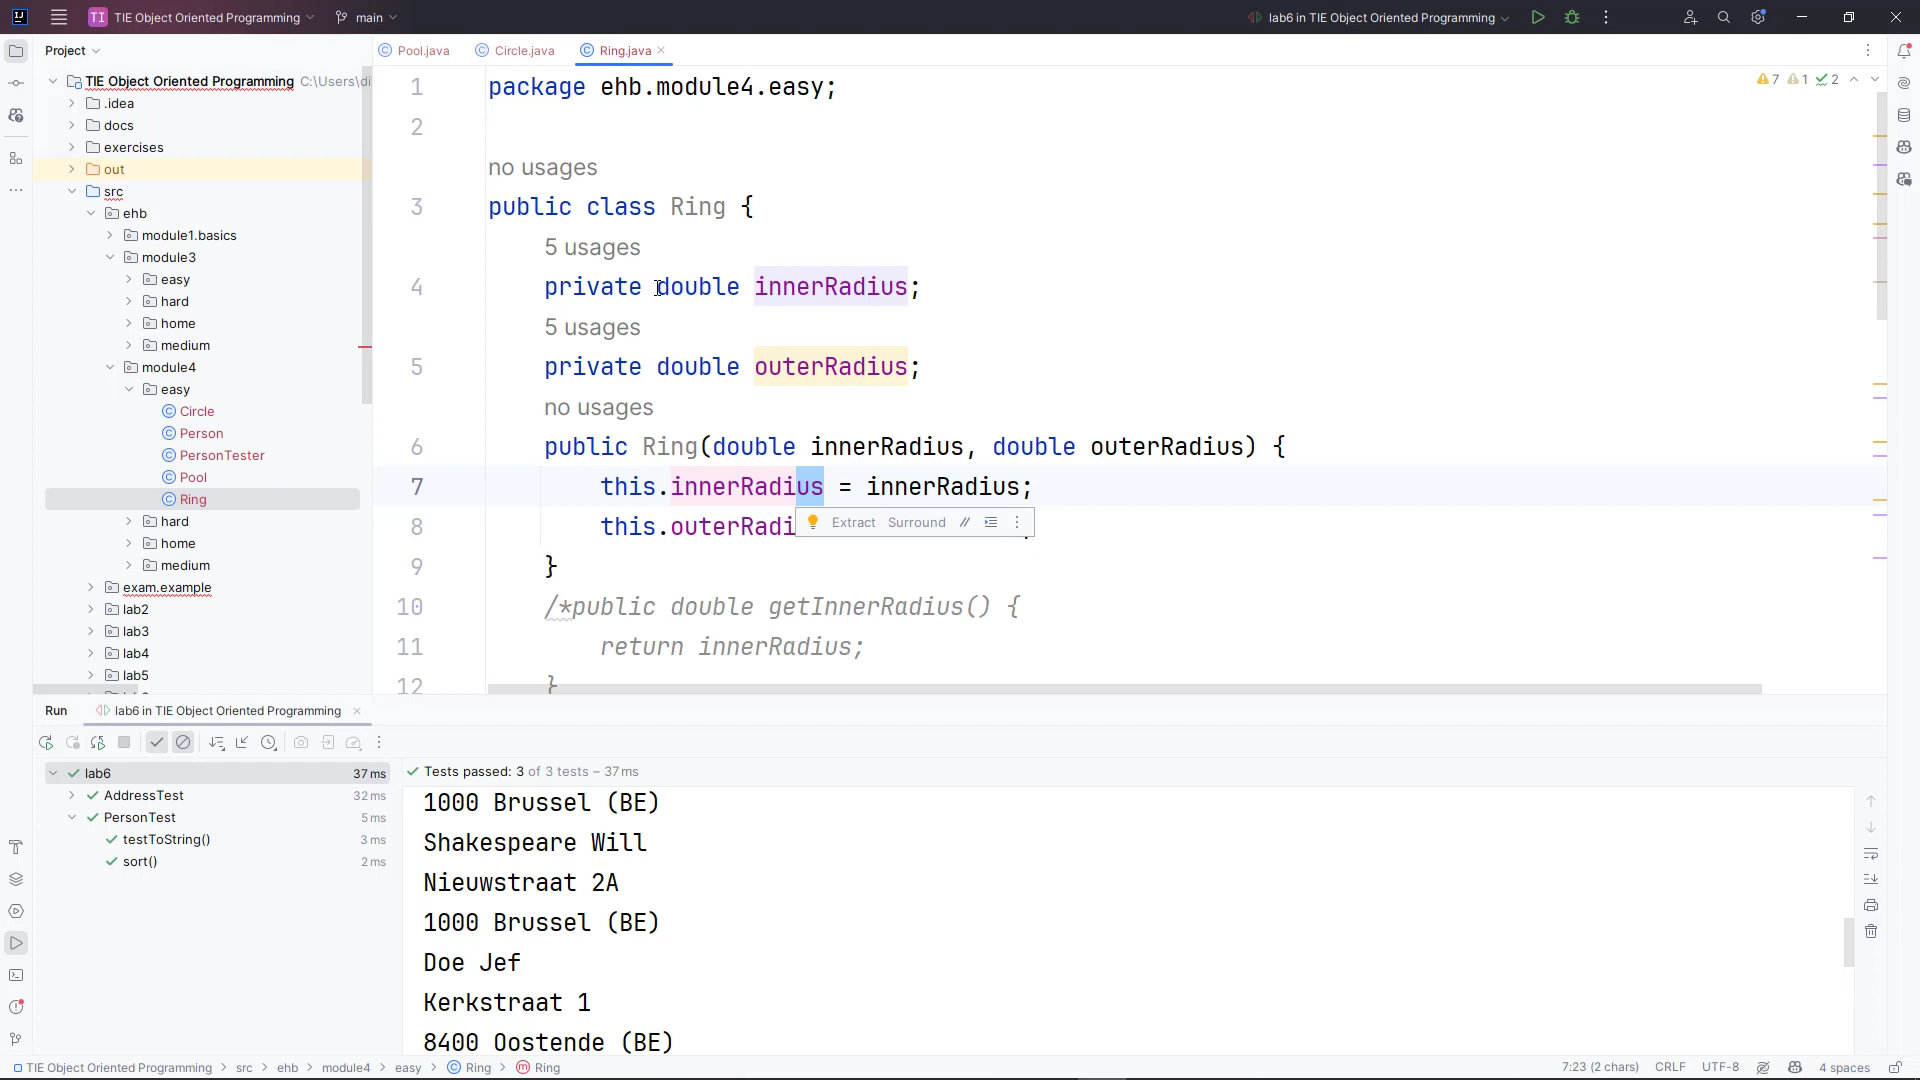 TI TIE Object Oriented Programming main lab6 in TIE Object Oriented Programming
Project
Pool.java Circle.java Ring.java
TIE Object Oriented Programming C:\Users\di
.idea
docs
exercises
out
src
ehb
module1.basics
module3
easy
hard
home
medium
module4
easy
Circle
Person
PersonTester
Pool
Ring
hard
home
medium
exam.example
lab2
lab3
lab4
lab5
7 1 2
1 package ehb.module4.easy;
2
no usages
3 public class Ring {
5 usages
4 private double innerRadius;
5 usages
5 private double outerRadius;
no usages
6 public Ring(double innerRadius, double outerRadius) {
7 this.innerRadius = innerRadius;
8 this.outerRadi
Extract Surround
9 }
10 /*public double getInnerRadius() {
11 return innerRadius;
12 }
Run lab6 in TIE Object Oriented Programming
lab6 37 ms
AddressTest 32 ms
PersonTest 5 ms
testToString() 3 ms
sort() 2 ms
Tests passed: 3 of 3 tests – 37 ms
1000 Brussel (BE)
Shakespeare Will
Nieuwstraat 2A
1000 Brussel (BE)
Doe Jef
Kerkstraat 1
8400 Oostende (BE)
TIE Object Oriented Programming > src > ehb > module4 > easy > Ring > Ring
7:23 (2 chars) CRLF UTF-8 4 spaces